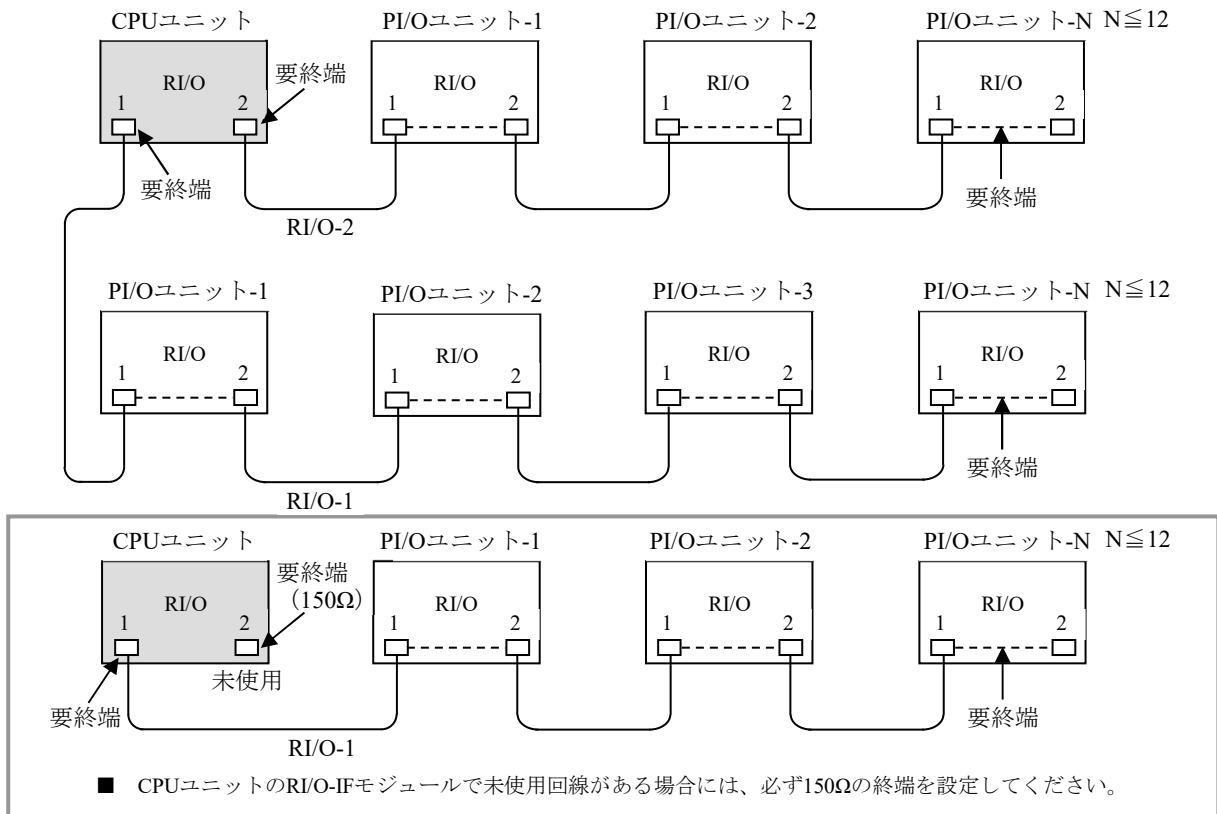 CPUユニット PI/Oユニット-1 PI/Oユニット-2 PI/Oユニット-N N≦12
RI/O RI/O RI/O RI/O
要終端
1 2 1 2 1 2 1 2
要終端 要終端
RI/O-2
PI/Oユニット-1 PI/Oユニット-2 PI/Oユニット-3 PI/Oユニット-N N≦12
RI/O RI/O RI/O RI/O
1 2 1 2 1 2 1 2
要終端
RI/O-1
CPUユニット PI/Oユニット-1 PI/Oユニット-2 PI/Oユニット-N N≦12
要終端
(150Ω)
RI/O RI/O RI/O RI/O
1 2 1 2 1 2 1 2
未使用
要終端 要終端
RI/O-1
■ CPUユニットのRI/O-IFモジュールで未使用回線がある場合には、必ず150Ωの終端を設定してください。